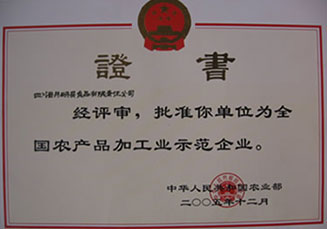 證書
经评审，批准你单位为全
国农产品加工业示范企业。
中华人民共和国农业部
二〇〇五年十二月